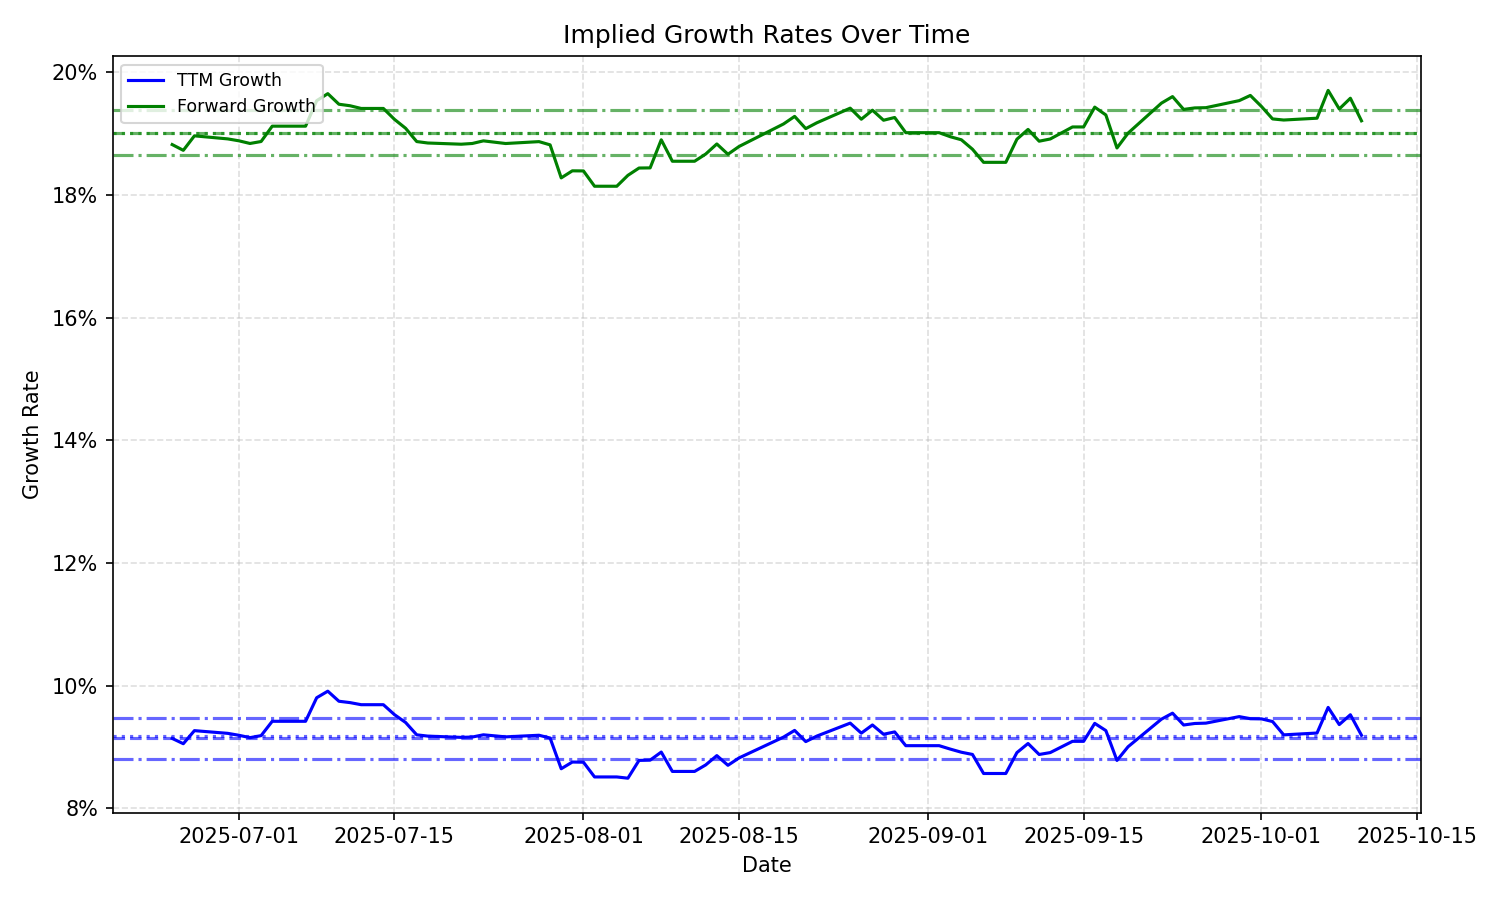 Implied Growth Rates Over Time
TTM Growth
Forward Growth
20%
18%
16%
14%
12%
10%
8%
Growth Rate
2025-07-01 2025-07-15 2025-08-01 2025-08-15 2025-09-01 2025-09-15 2025-10-01 2025-10-15
Date